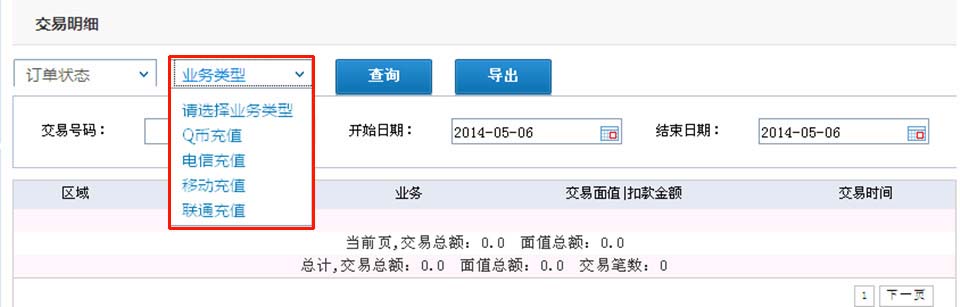 交易明细
订单状态
业务类型
查询
导出
请选择业务类型
Q币充值
电信充值
移动充值
联通充值
交易号码：
开始日期：
2014-05-06
结束日期：
2014-05-06
区域
业务
交易面值|扣款金额
交易时间
当前页,交易总额：0.0 面值总额：0.0
总计,交易总额：0.0 面值总额：0.0 交易笔数：0
1
下一页